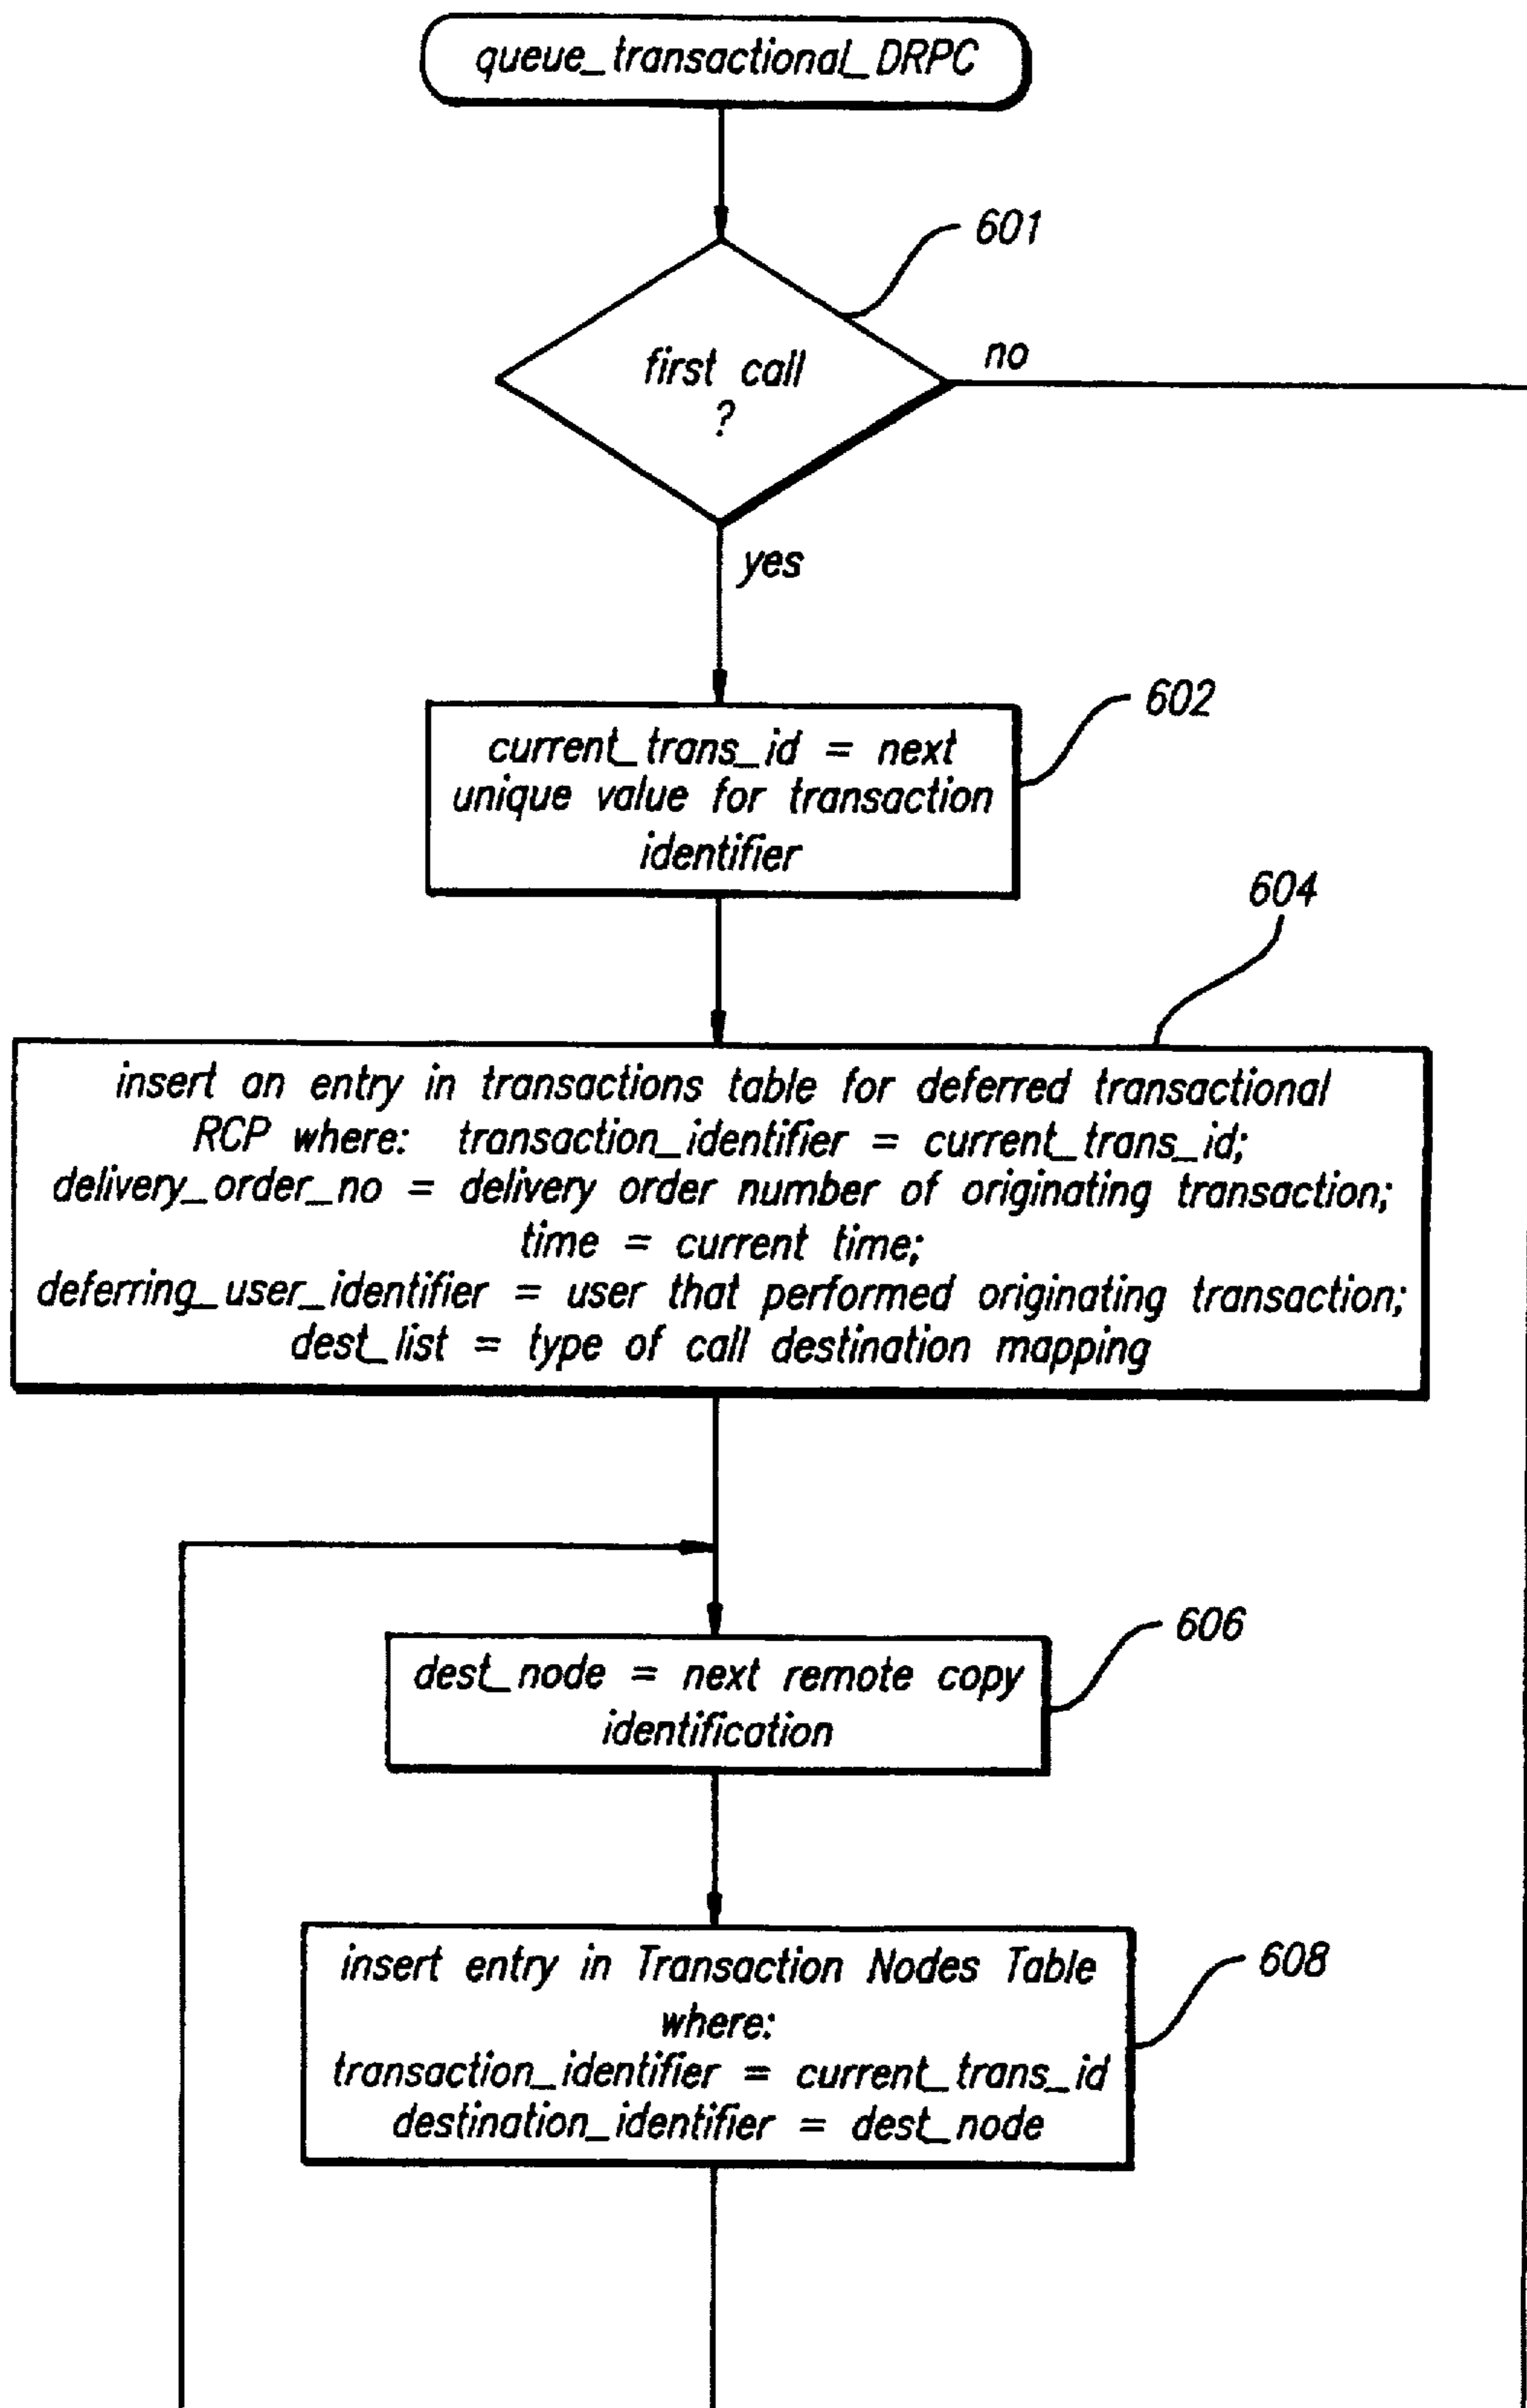 queue_transactional_DRPC
601
first call
?
no
yes
602
current_trans_id = next
unique value for transaction
identifier
604
insert an entry in transactions table for deferred transactional
RCP where: transaction_identifier = current_trans_id;
delivery_order_no = delivery order number of originating transaction;
time = current time;
deferring_user_identifier = user that performed originating transaction;
dest_list = type of call destination mapping
606
dest_node = next remote copy
identification
608
insert entry in Transaction Nodes Table
where:
transaction_identifier = current_trans_id
destination_identifier = dest_node